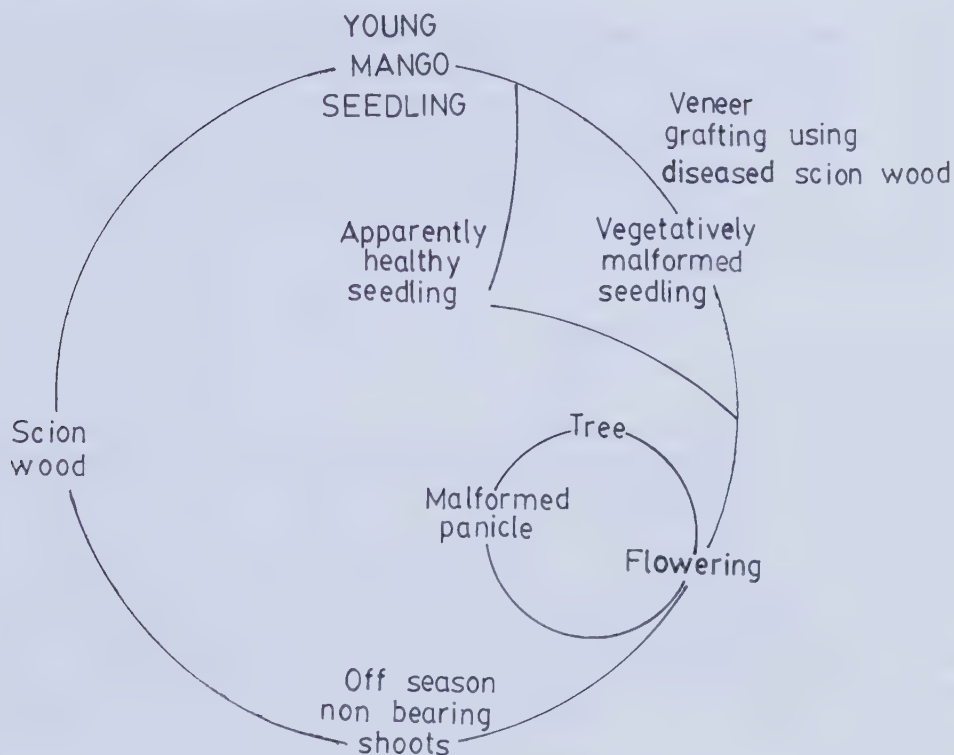 YOUNG
MANGO
SEEDLING
Veneer
grafting using
diseased scion wood
Apparently
healthy
seedling
Vegetatively
malformed
seedling
Scion
wood
Tree
Malformed
panicle
Flowering
Off season
non bearing
shoots